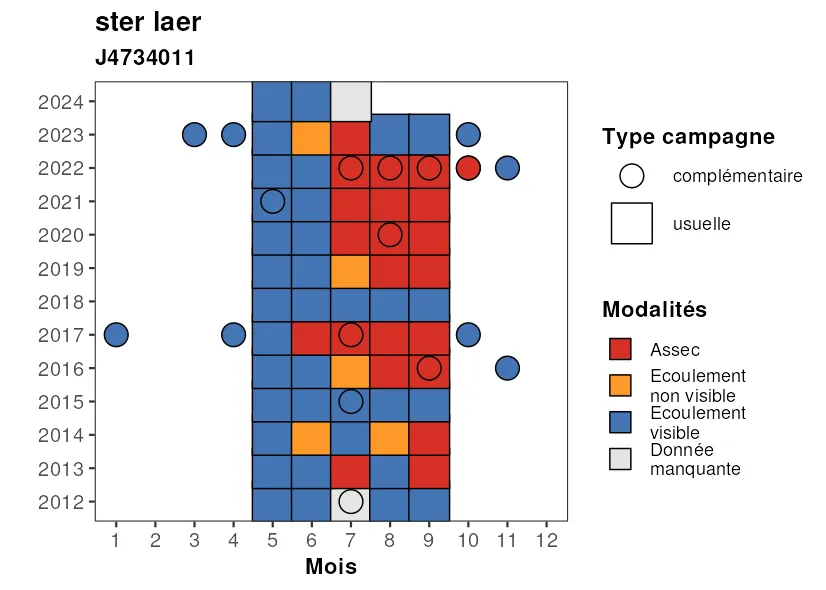 ster laer
J4734011
2024
2023
2022
2021
2020
2019
2018
2017
2016
2015
2014
2013
2012
1 2 3 4 5 6 7 8 9 10 11 12
Mois
Type campagne
complémentaire
usuelle
Modalités
Assec
Ecoulement
non visible
Ecoulement
visible
Donnée
manquante